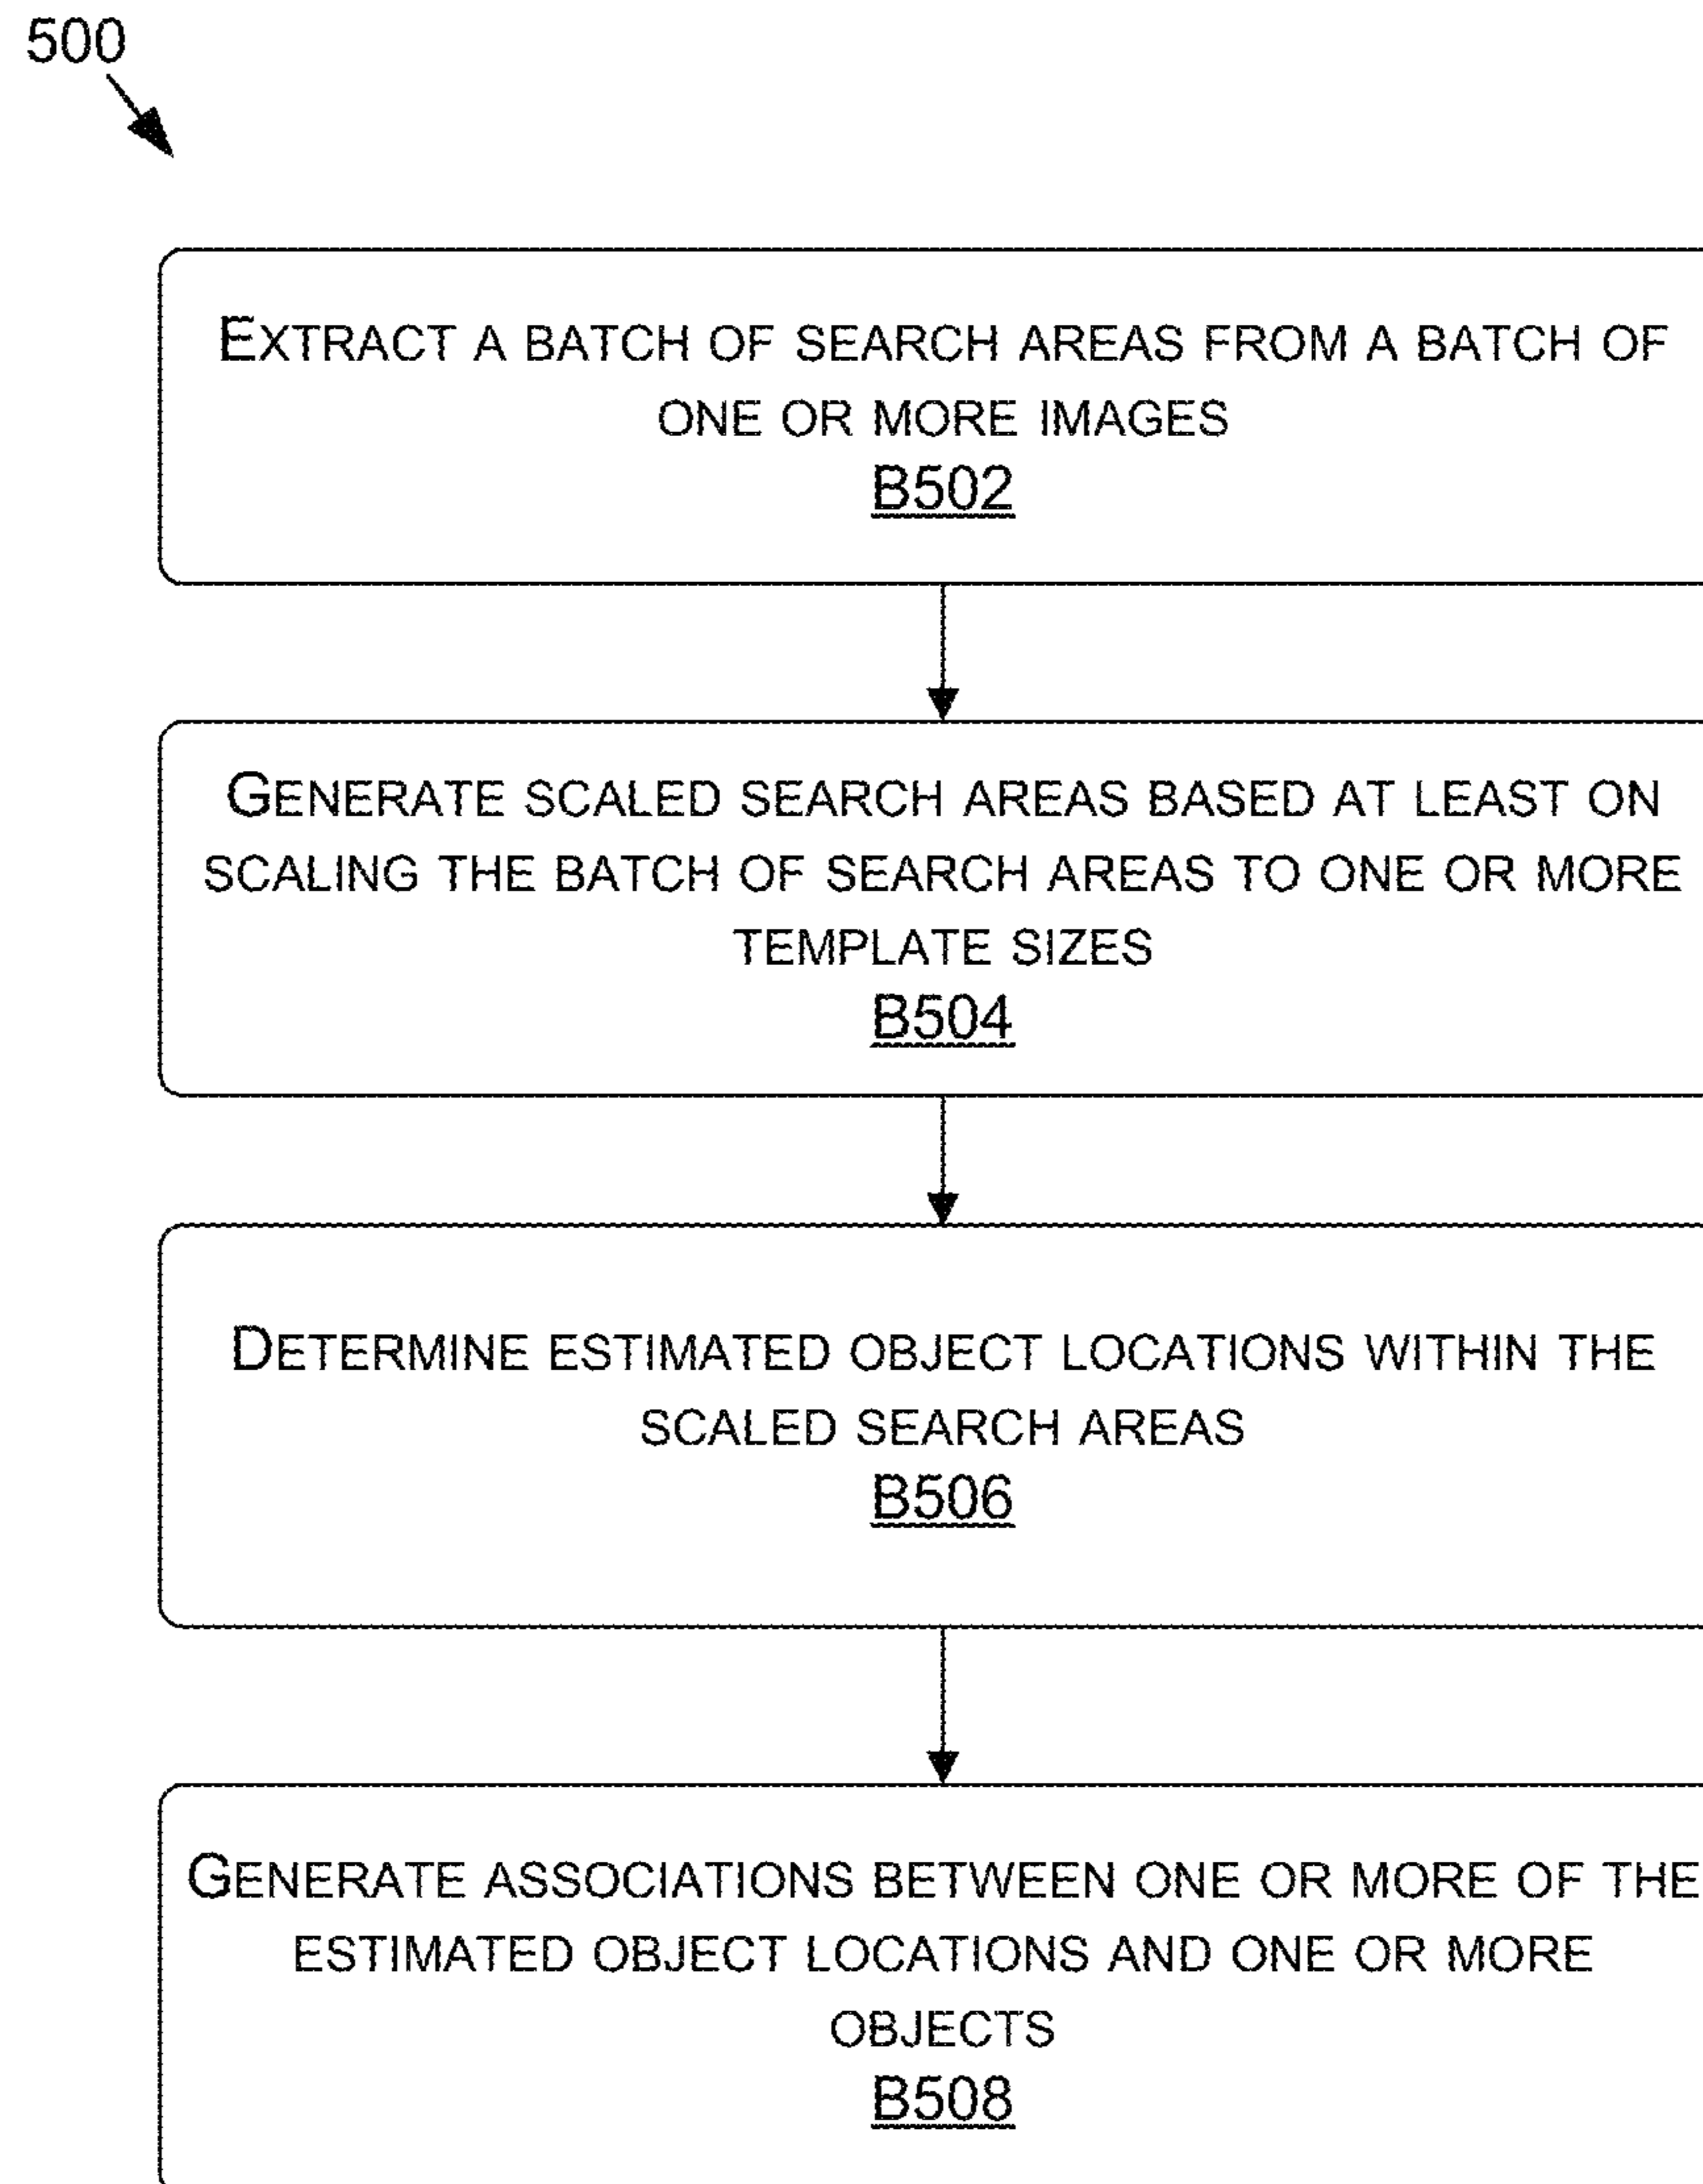 500
EXTRACT A BATCH OF SEARCH AREAS FROM A BATCH OF
ONE OR MORE IMAGES
B502
GENERATE SCALED SEARCH AREAS BASED AT LEAST ON
SCALING THE BATCH OF SEARCH AREAS TO ONE OR MORE
TEMPLATE SIZES
B504
DETERMINE ESTIMATED OBJECT LOCATIONS WITHIN THE
SCALED SEARCH AREAS
B506
GENERATE ASSOCIATIONS BETWEEN ONE OR MORE OF THE
ESTIMATED OBJECT LOCATIONS AND ONE OR MORE
OBJECTS
B508